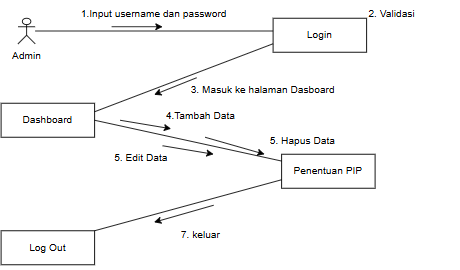 1.Input username dan password
2. Validasi
Login
Admin
3. Masuk ke halaman Dasboard
4.Tambah Data
Dashboard
5. Hapus Data
5. Edit Data
Penentuan PIP
7. keluar
Log Out